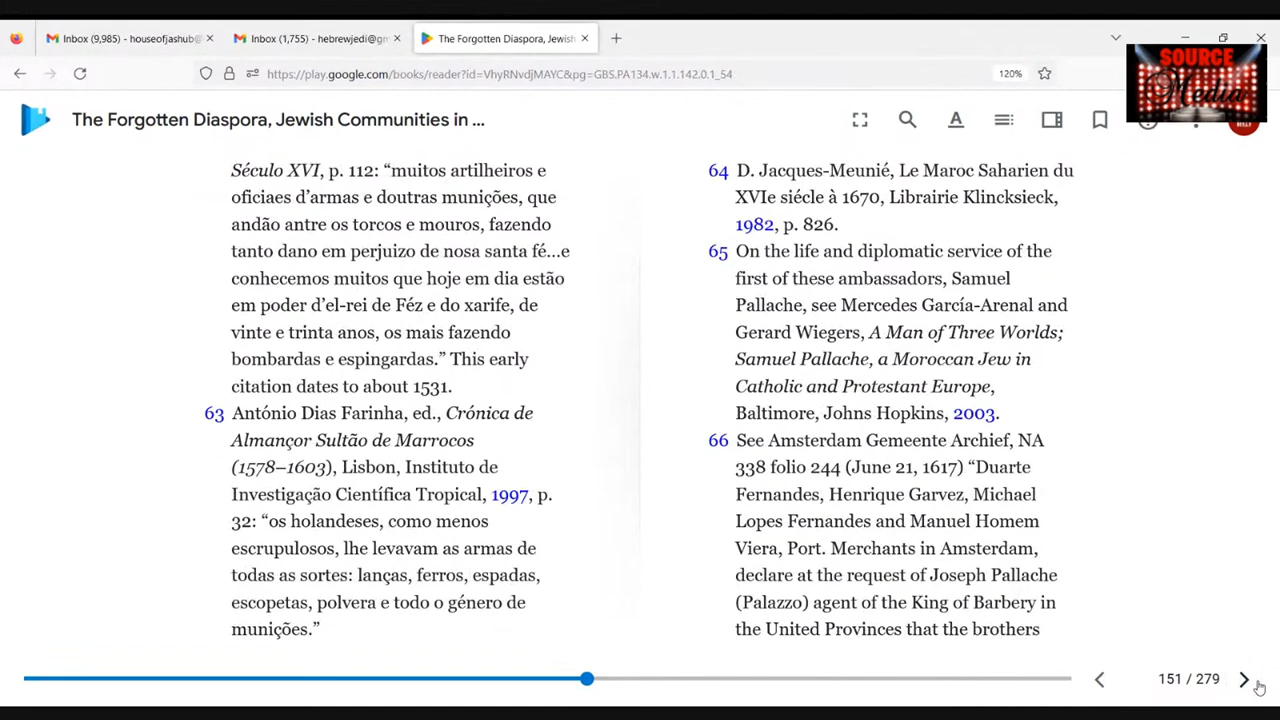 Inbox (9,985) - houseofjashub@
Inbox (1,755) - hebrewjedi@gm
The Forgotten Diaspora, Jewish
https://play.google.com/books/reader?id=VhyRNvdjMAYC&pg=GBS.PA134.w.1.1.142.0.1_54
120%
SOURCE
Media
The Forgotten Diaspora, Jewish Communities in ...
Século XVI, p. 112: “muitos artilheiros e
oficiaes d’armas e doutras munições, que
andão antre os torcos e mouros, fazendo
tanto dano em perjuizo de nosa santa fé...e
conhecemos muitos que hoje em dia estão
em poder d’el-rei de Féz e do xarife, de
vinte e trinta anos, os mais fazendo
bombardas e espingardas.” This early
citation dates to about 1531.
63 António Dias Farinha, ed., Crónica de
Almançor Sultão de Marrocos
(1578–1603), Lisbon, Instituto de
Investigação Científica Tropical, 1997, p.
32: “os holandeses, como menos
escrupulosos, lhe levavam as armas de
todas as sortes: lanças, ferros, espadas,
escopetas, polvera e todo o género de
munições.”
64 D. Jacques-Meunié, Le Maroc Saharien du
XVIe siécle à 1670, Librairie Klincksieck,
1982, p. 826.
65 On the life and diplomatic service of the
first of these ambassadors, Samuel
Pallache, see Mercedes García-Arenal and
Gerard Wiegers, A Man of Three Worlds;
Samuel Pallache, a Moroccan Jew in
Catholic and Protestant Europe,
Baltimore, Johns Hopkins, 2003.
66 See Amsterdam Gemeente Archief, NA
338 folio 244 (June 21, 1617) “Duarte
Fernandes, Henrique Garvez, Michael
Lopes Fernandes and Manuel Homem
Viera, Port. Merchants in Amsterdam,
declare at the request of Joseph Pallache
(Palazzo) agent of the King of Barbery in
the United Provinces that the brothers
151 / 279